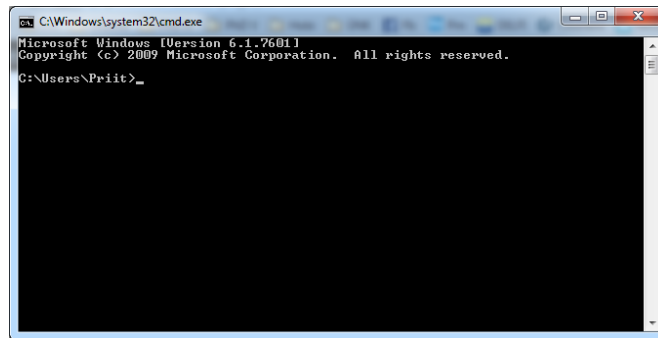 C:\Windows\system32\cmd.exe
Microsoft Windows [Version 6.1.7601]
Copyright (c) 2009 Microsoft Corporation.  All rights reserved.
C:\Users\Priit>_